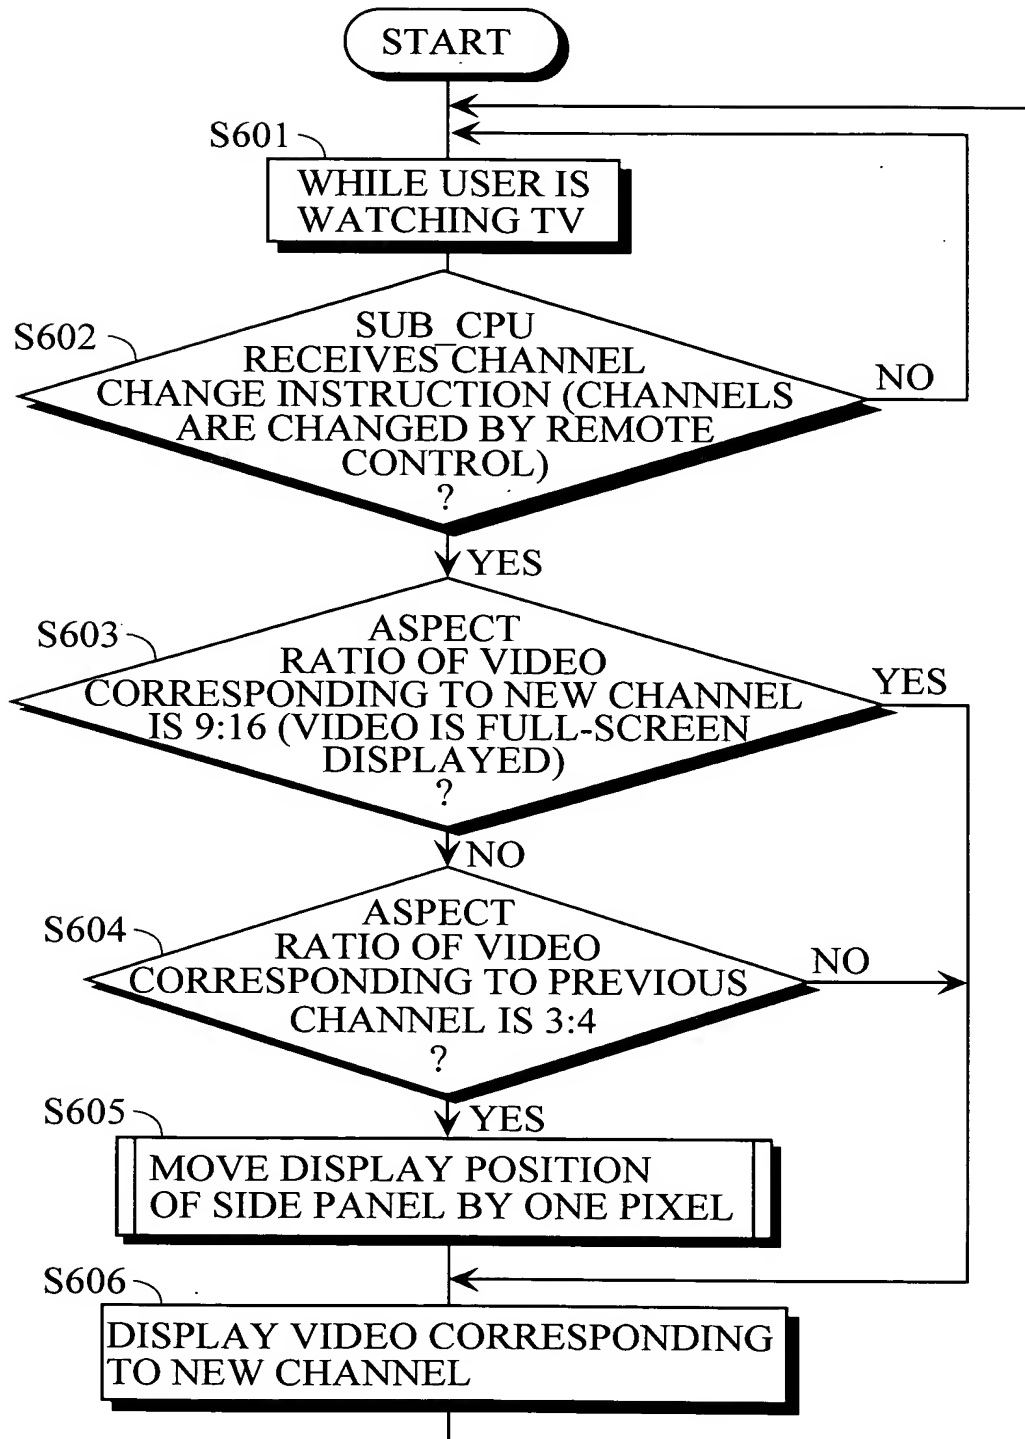 START
S601
WHILE USER IS
WATCHING TV
S602
SUB_CPU
RECEIVES CHANNEL
CHANGE INSTRUCTION (CHANNELS
ARE CHANGED BY REMOTE
CONTROL)
?
NO
YES
S603
ASPECT
RATIO OF VIDEO
CORRESPONDING TO NEW CHANNEL
IS 9:16 (VIDEO IS FULL-SCREEN
DISPLAYED)
?
YES
NO
S604
ASPECT
RATIO OF VIDEO
CORRESPONDING TO PREVIOUS
CHANNEL IS 3:4
?
NO
YES
S605
MOVE DISPLAY POSITION
OF SIDE PANEL BY ONE PIXEL
S606
DISPLAY VIDEO CORRESPONDING
TO NEW CHANNEL